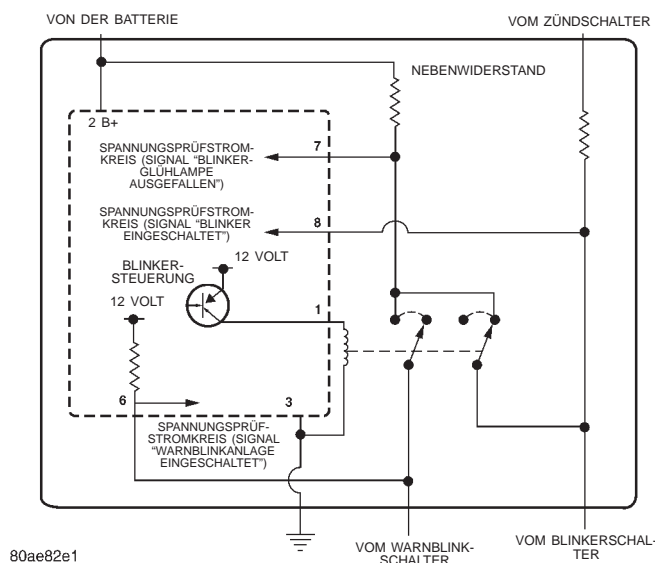 VON DER BATTERIE
VOM ZÜNDSCHALTER
NEBENWIDERSTAND
2 B+
SPANNUNGSPRÜFSTROM-
KREIS (SIGNAL “BLINKER-
GLÜHLAMPE
AUSGEFALLEN”)
7
SPANNUNGSPRÜFSTROM-
KREIS (SIGNAL “BLINKER
EINGESCHALTET”)
8
BLINKER-
STEUERUNG
12 VOLT
12 VOLT
1
6
3
SPANNUNGSPRÜF-
STROMKREIS (SIGNAL
“WARNBLINKANLAGE
EINGESCHALTET”)
80ae82e1
VOM WARNBLINK-
SCHALTER
VOM BLINKERSCHAL-
TER